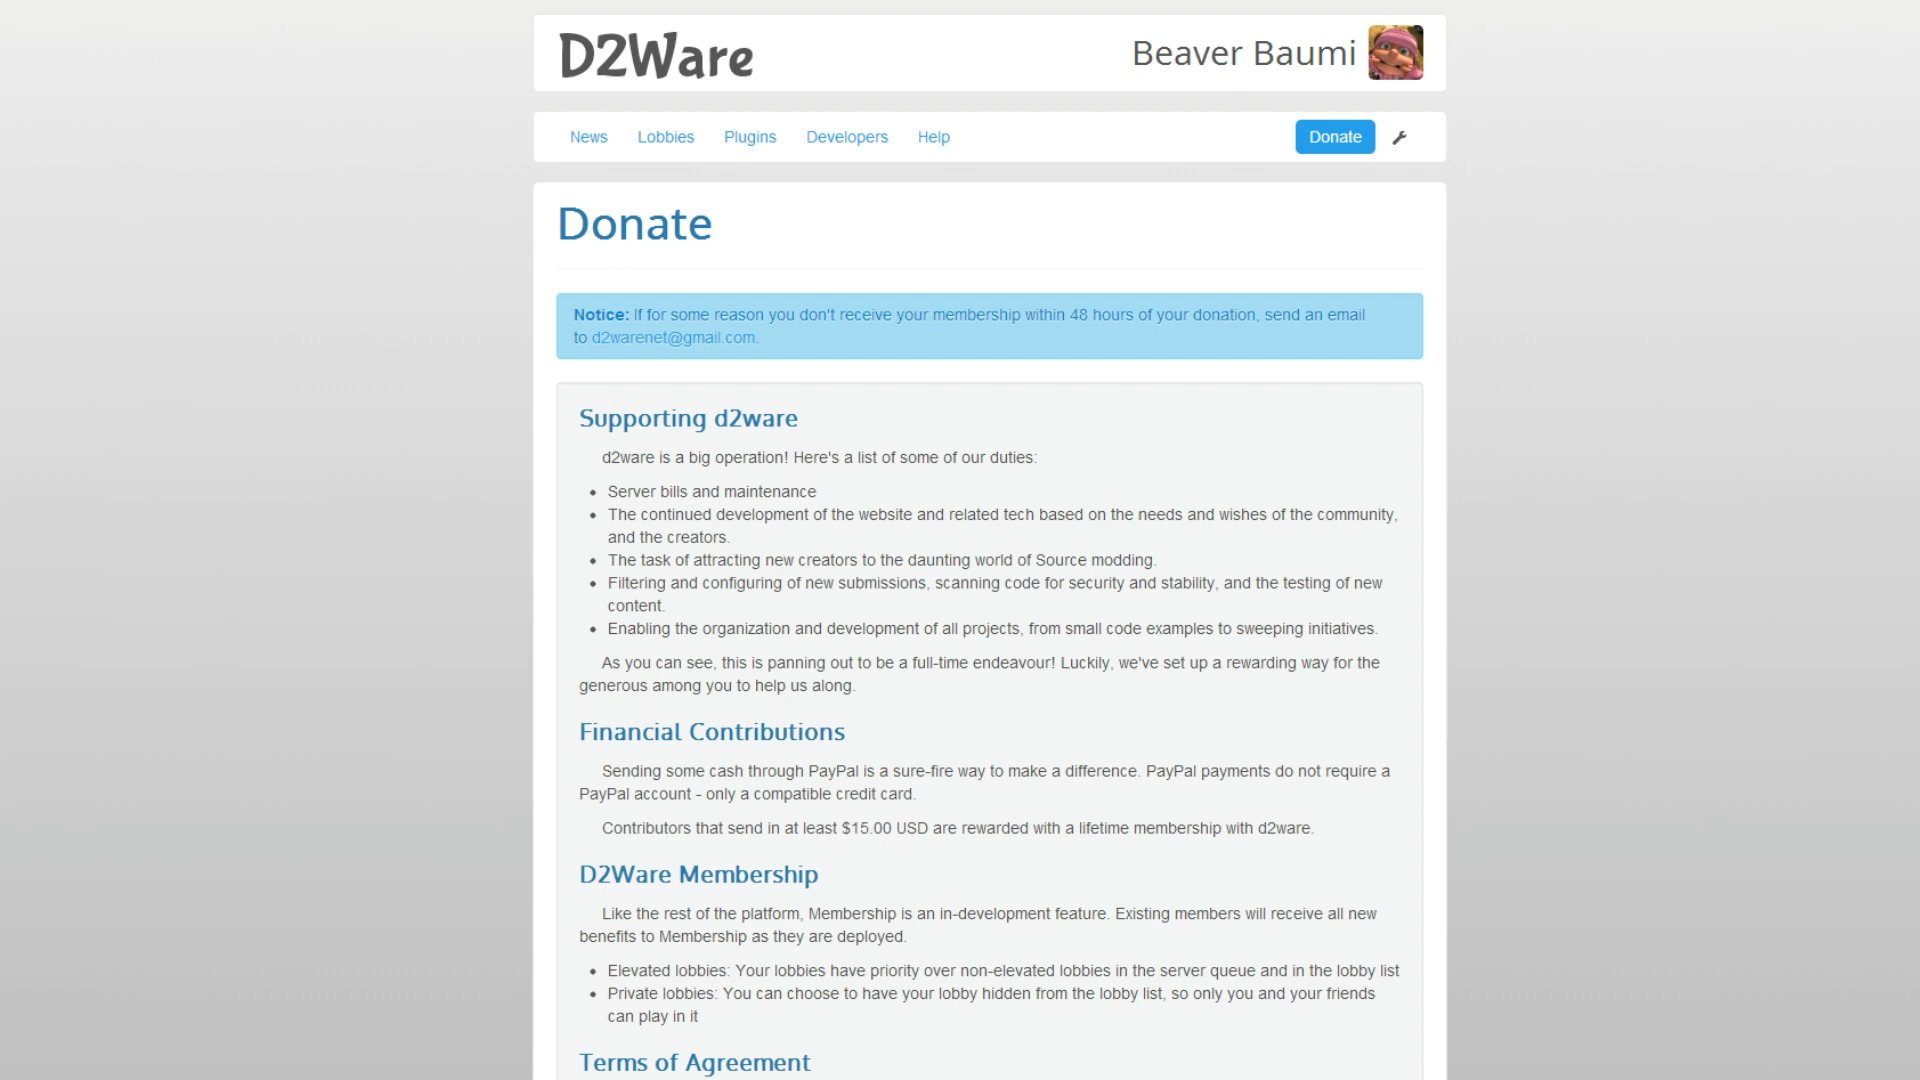 D2Ware
Beaver Baumi
News Lobbies Plugins Developers Help Donate
Donate
Notice: If for some reason you don't receive your membership within 48 hours of your donation, send an email
to d2warenet@gmail.com.
Supporting d2ware
d2ware is a big operation! Here's a list of some of our duties:
Server bills and maintenance
The continued development of the website and related tech based on the needs and wishes of the community,
and the creators.
The task of attracting new creators to the daunting world of Source modding.
Filtering and configuring of new submissions, scanning code for security and stability, and the testing of new
content.
Enabling the organization and development of all projects, from small code examples to sweeping initiatives.
As you can see, this is panning out to be a full-time endeavour! Luckily, we've set up a rewarding way for the
generous among you to help us along.
Financial Contributions
Sending some cash through PayPal is a sure-fire way to make a difference. PayPal payments do not require a
PayPal account - only a compatible credit card.
Contributors that send in at least $15.00 USD are rewarded with a lifetime membership with d2ware.
D2Ware Membership
Like the rest of the platform, Membership is an in-development feature. Existing members will receive all new
benefits to Membership as they are deployed.
Elevated lobbies: Your lobbies have priority over non-elevated lobbies in the server queue and in the lobby list
Private lobbies: You can choose to have your lobby hidden from the lobby list, so only you and your friends
can play in it
Terms of Agreement